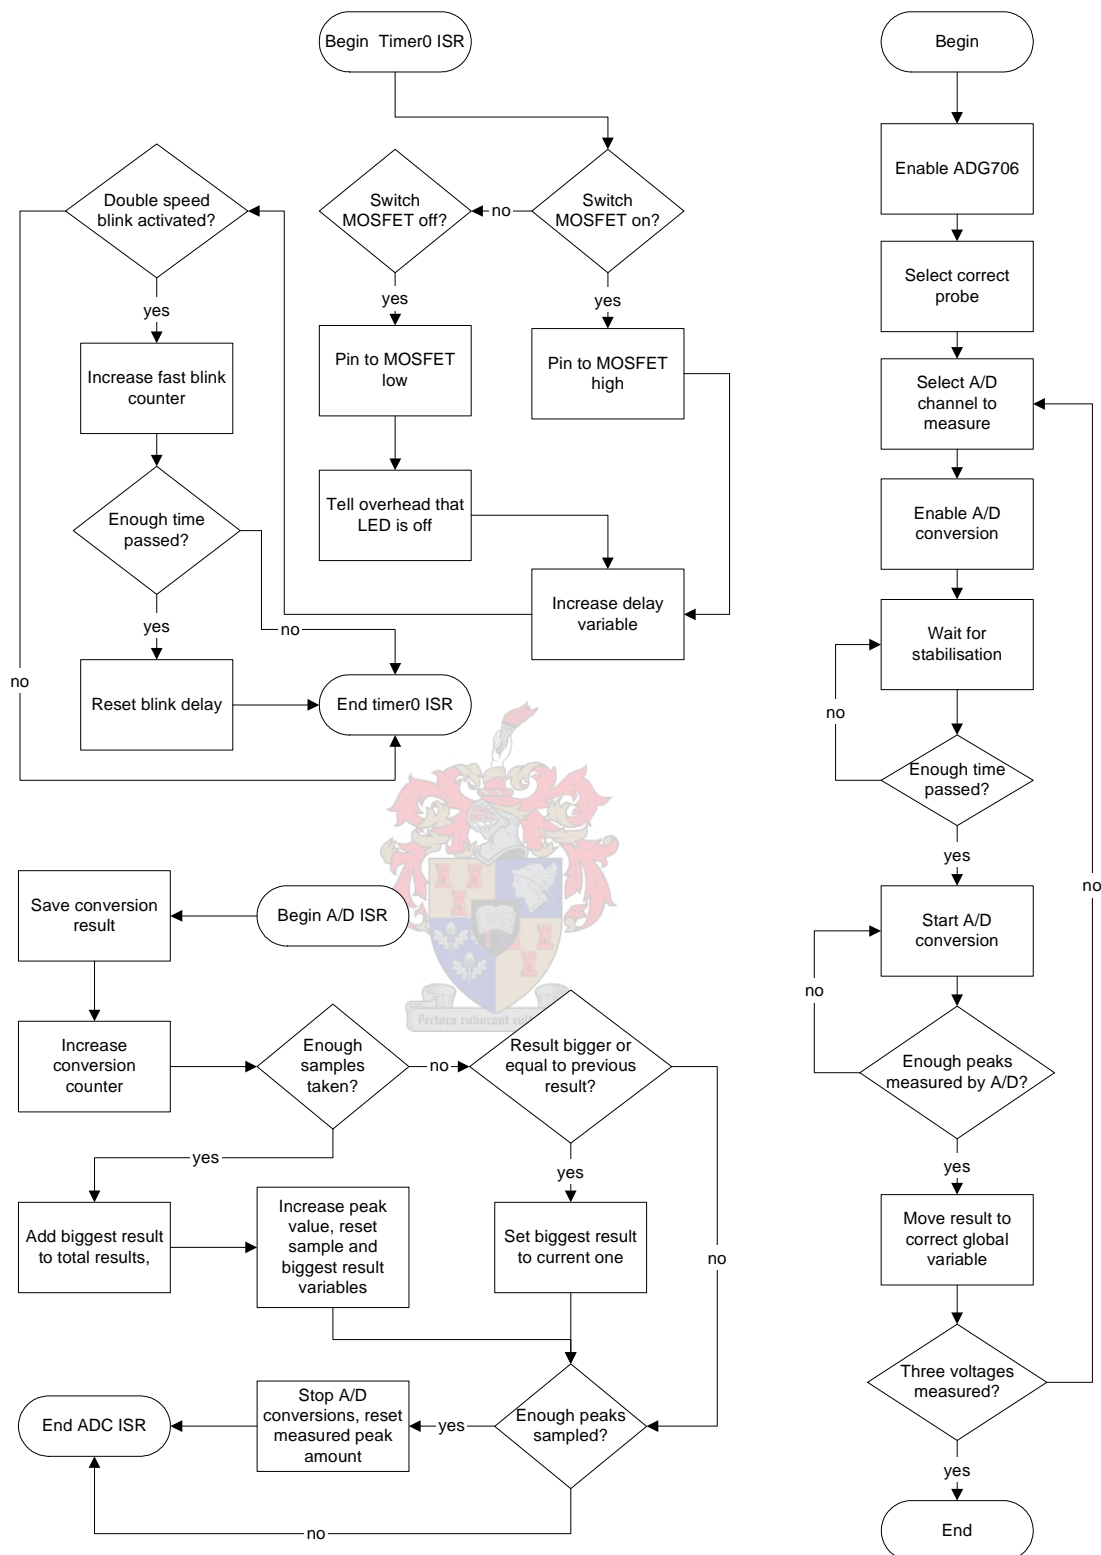 Begin Timer0 ISR
Switch
MOSFET on?
no
Switch
MOSFET off?
yes
Pin to MOSFET
low
Tell overhead that
LED is off
yes
Pin to MOSFET
high
Increase delay
variable
Double speed
blink activated?
yes
Increase fast blink
counter
Enough time
passed?
yes
Reset blink delay
no
no
End timer0 ISR
Begin A/D ISR
Save conversion
result
Increase
conversion
counter
Enough
samples
taken?
no
Result bigger or
equal to previous
result?
yes
Add biggest result
to total results,
Increase peak
value, reset
sample and
biggest result
variables
yes
Set biggest result
to current one
no
Enough peaks
sampled?
yes
Stop A/D
conversions, reset
measured peak
amount
no
End ADC ISR
Begin
Enable ADG706
Select correct
probe
Select A/D
channel to
measure
Enable A/D
conversion
Wait for
stabilisation
no
Enough time
passed?
yes
Start A/D
conversion
no
Enough peaks
measured by A/D?
yes
Move result to
correct global
variable
Three voltages
measured?
no
yes
End
Pectora roborant